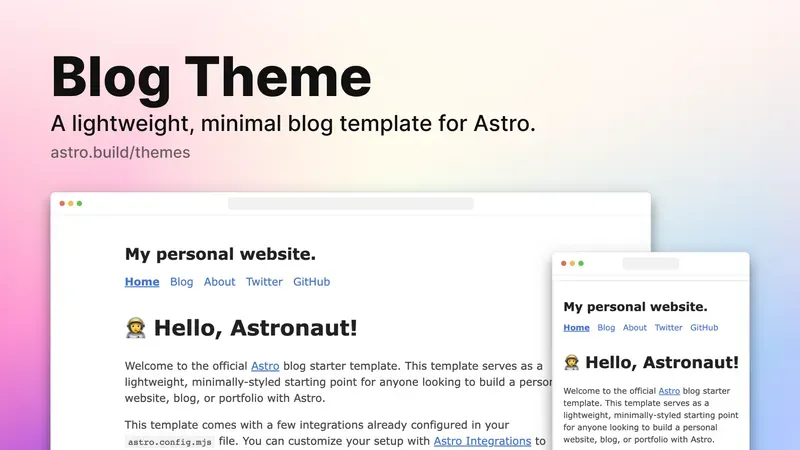 Blog Theme
A lightweight, minimal blog template for Astro.
astro.build/themes
My personal website.
Home Blog About Twitter GitHub
Hello, Astronaut!
Welcome to the official Astro blog starter template. This template serves as a
lightweight, minimally-styled starting point for anyone looking to build a
website, blog, or portfolio with Astro.
This template comes with a few integrations already configured in your
astro.config.mjs file. You can customize your setup with Astro Integrations to
My personal website.
Home Blog About Twitter GitHub
Hello, Astronaut!
Welcome to the official Astro blog starter
template. This template serves as a
lightweight, minimally-styled starting point
for anyone looking to build a personal
website, blog, or portfolio with Astro.